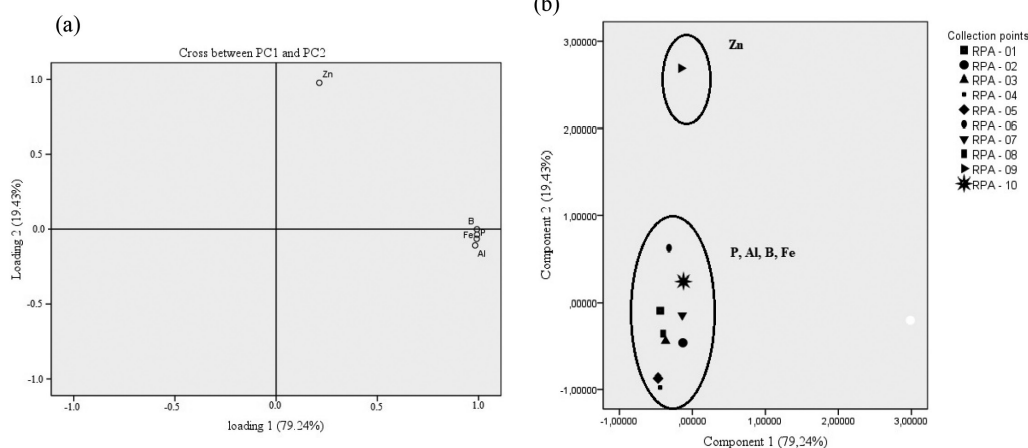 (a)
Cross between PC1 and PC2
1.0
0.5
0.0
-0.5
-1.0
Loading 2 (19.43%)
Zn
B
P
Fe
Al
-1.0 -0.5 0.0 0.5 1.0
loading 1 (79.24%)
(b)
3,00000
2,00000
1,00000
,00000
-1,00000
Component 2 (19,43%)
Zn
P, Al, B, Fe
-1,00000 ,00000 1,00000 2,00000 3,00000
Component 1 (79,24%)
Collection points
RPA - 01
RPA - 02
RPA - 03
RPA - 04
RPA - 05
RPA - 06
RPA - 07
RPA - 08
RPA - 09
RPA - 10